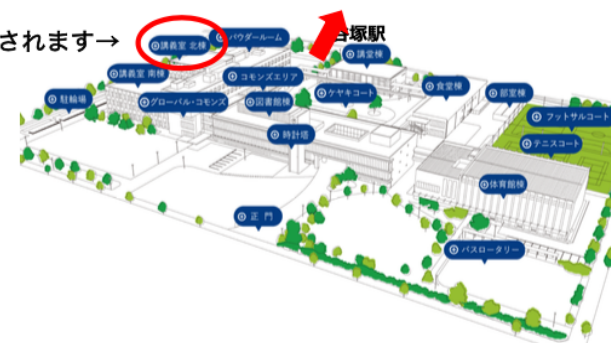 されます→
講義室 北棟
パウダールーム
谷塚駅
講堂棟
講義室 南棟
コモンズエリア
駐輪場
グローバル・コモンズ
図書館棟
ケヤキコート
食堂棟
部室棟
フットサルコート
時計塔
テニスコート
体育館棟
正 門
バスロータリー